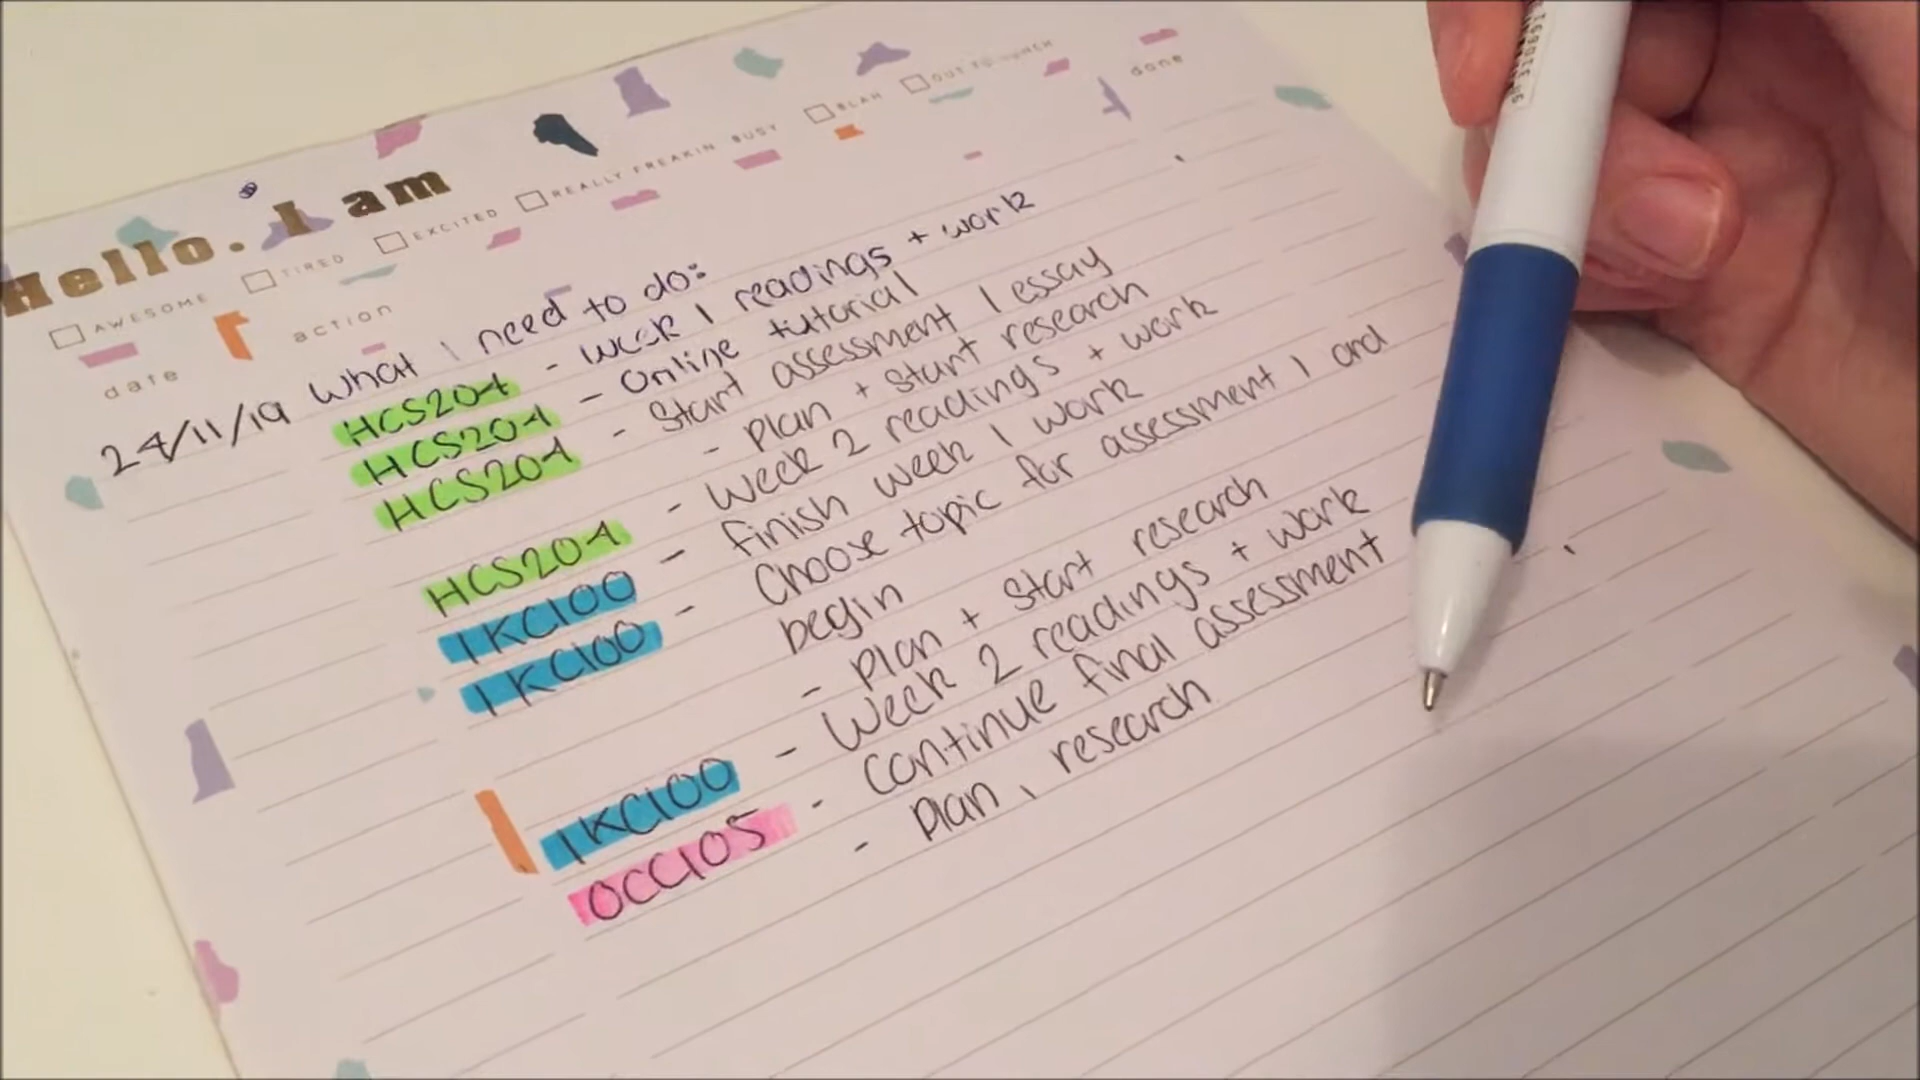 Hello. I am
AWESOME TIRED EXCITED REALLY FREAKIN BUSY BLAH OUT TO LUNCH
date action done
24/11/19 What I need to do:
HCS204 - week 1 readings + work
HCS204 - online tutorial
HCS204 - Start assessment 1 essay
- Plan + start research
HCS204 - Week 2 readings + work
IKC100 - finish week 1 work
IKC100 - Choose topic for assessment 1 and
begin
- Plan + start research
IKC100 - Week 2 readings + work
OCC105 - Continue final assessment
- Plan, research